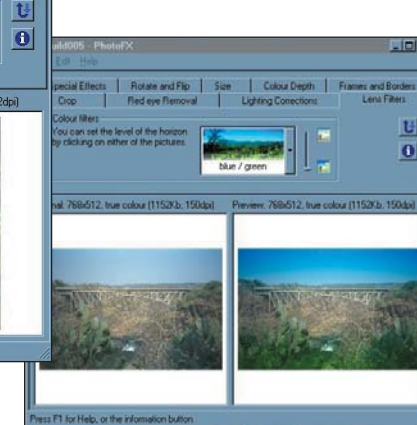 2dpi)
uild005 - PhotoFX
Edit Help
pecial Effects Rotate and Flip Size Colour Depth Frames and Borders
Crop Red eye Removal Lighting Corrections Lens Filters
Colour filters
You can set the level of the horizon
by clicking on either of the pictures
blue / green
nal: 768x512, true colour (1152Kb, 150dpi) Preview: 768x512, true colour (1152Kb, 150dpi)
Press F1 for Help, or the information button